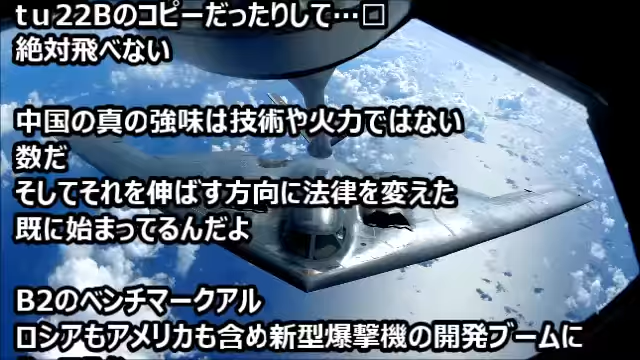 ｔｕ２２Ｂのコピーだったりして…□
絶対飛べない
中国の真の強味は技術や火力ではない
数だ
そしてそれを伸ばす方向に法律を変えた
既に始まってるんだよ
Ｂ２のベンチマークアル
ロシアもアメリカも含め新型爆撃機の開発ブームに